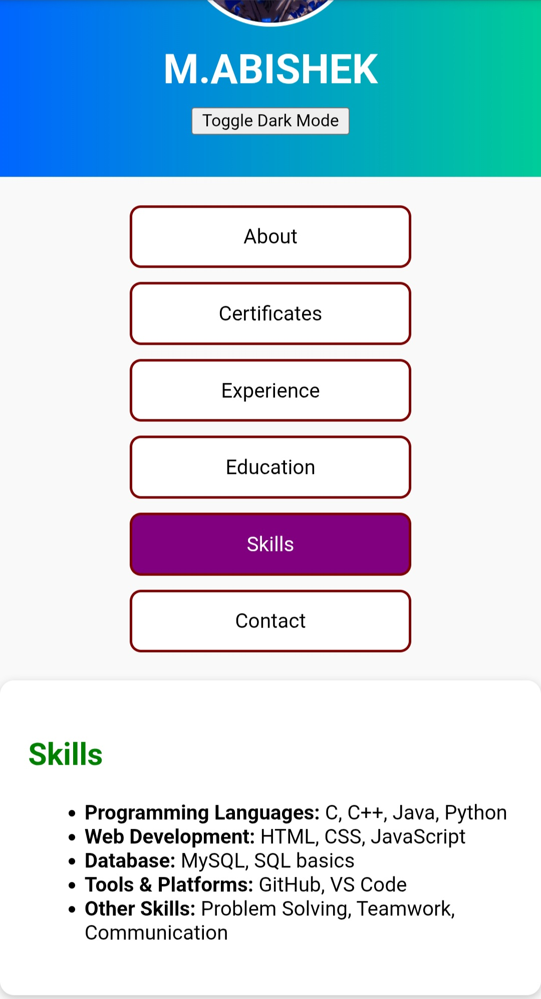 M.ABISHEK
Toggle Dark Mode
About
Certificates
Experience
Education
Skills
Contact
Skills
• Programming Languages: C, C++, Java, Python
• Web Development: HTML, CSS, JavaScript
• Database: MySQL, SQL basics
• Tools & Platforms: GitHub, VS Code
• Other Skills: Problem Solving, Teamwork,
Communication